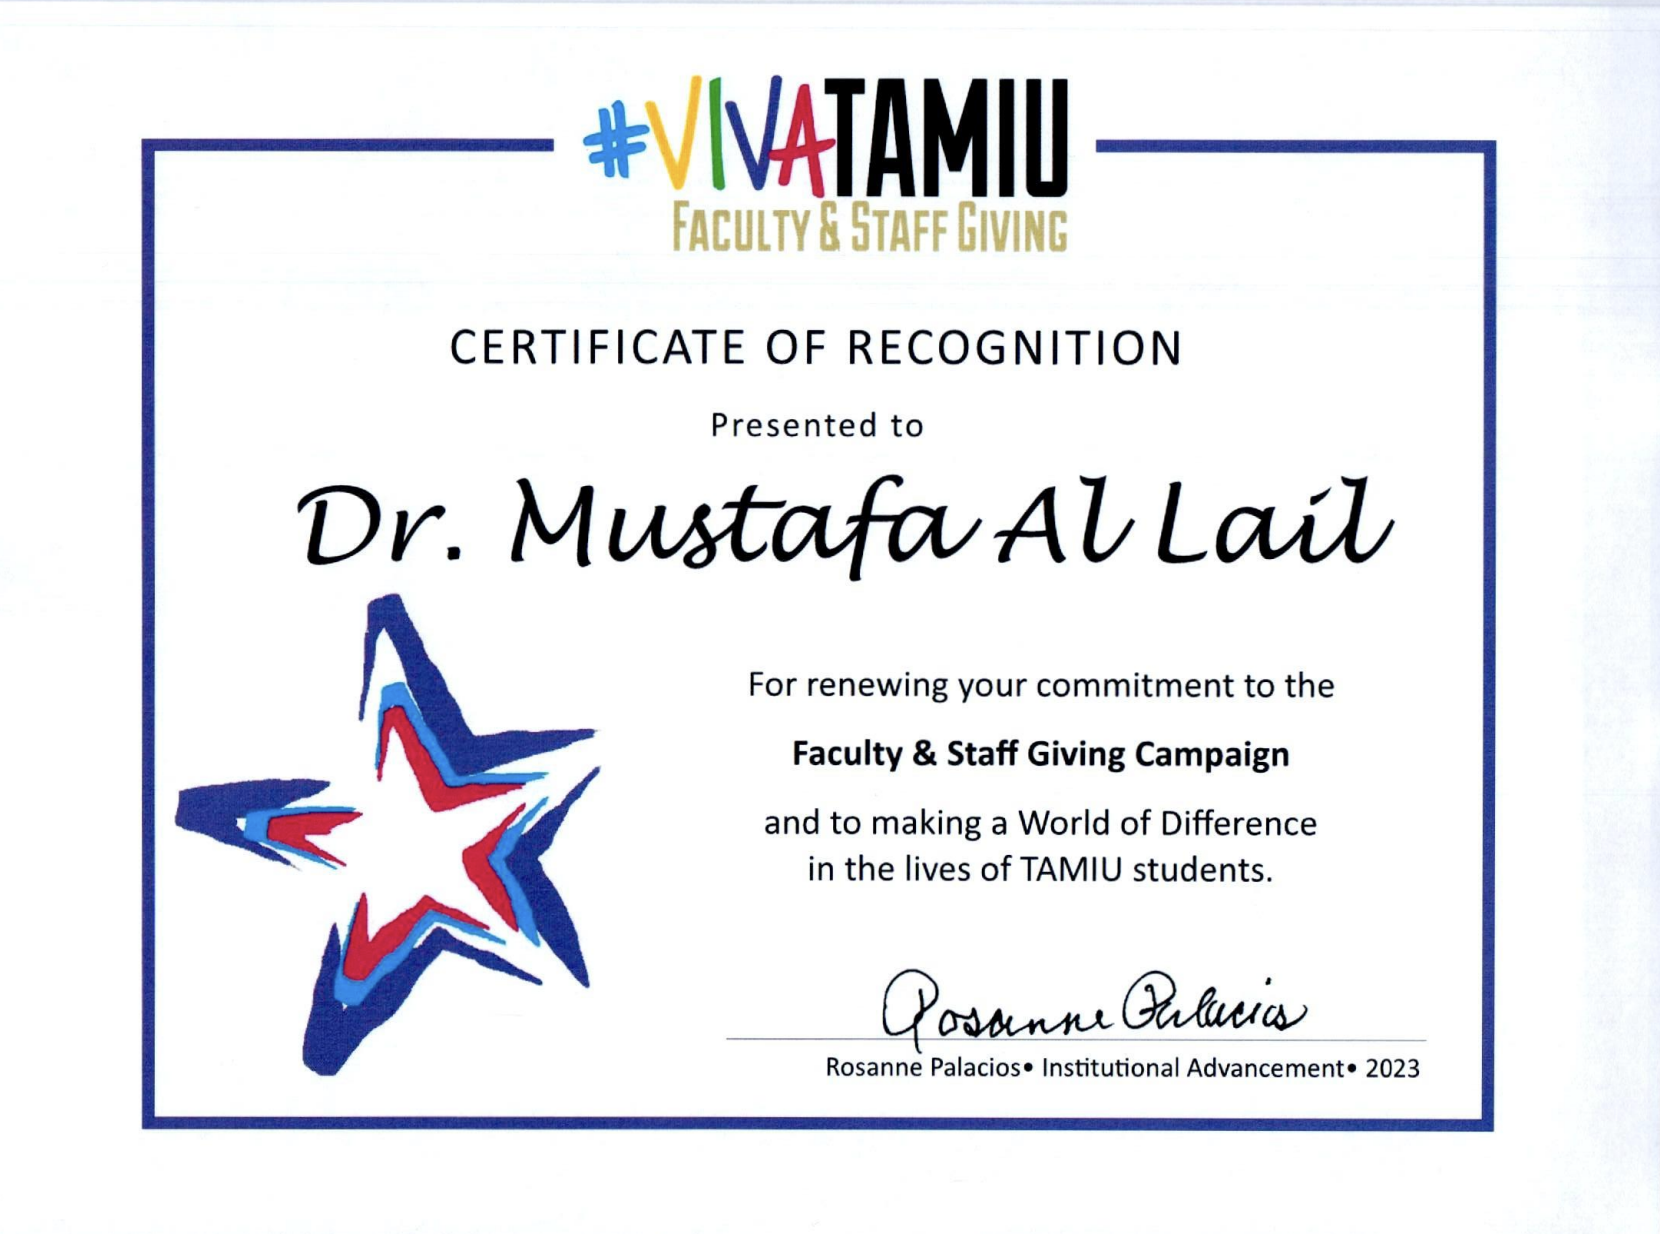 #VIVATAMIU
FACULTY & STAFF GIVING
CERTIFICATE OF RECOGNITION
Presented to
Dr. Mustafa Al Lail
For renewing your commitment to the
Faculty & Staff Giving Campaign
and to making a World of Difference
in the lives of TAMIU students.
Rosanne Palacios
Rosanne Palacios• Institutional Advancement• 2023